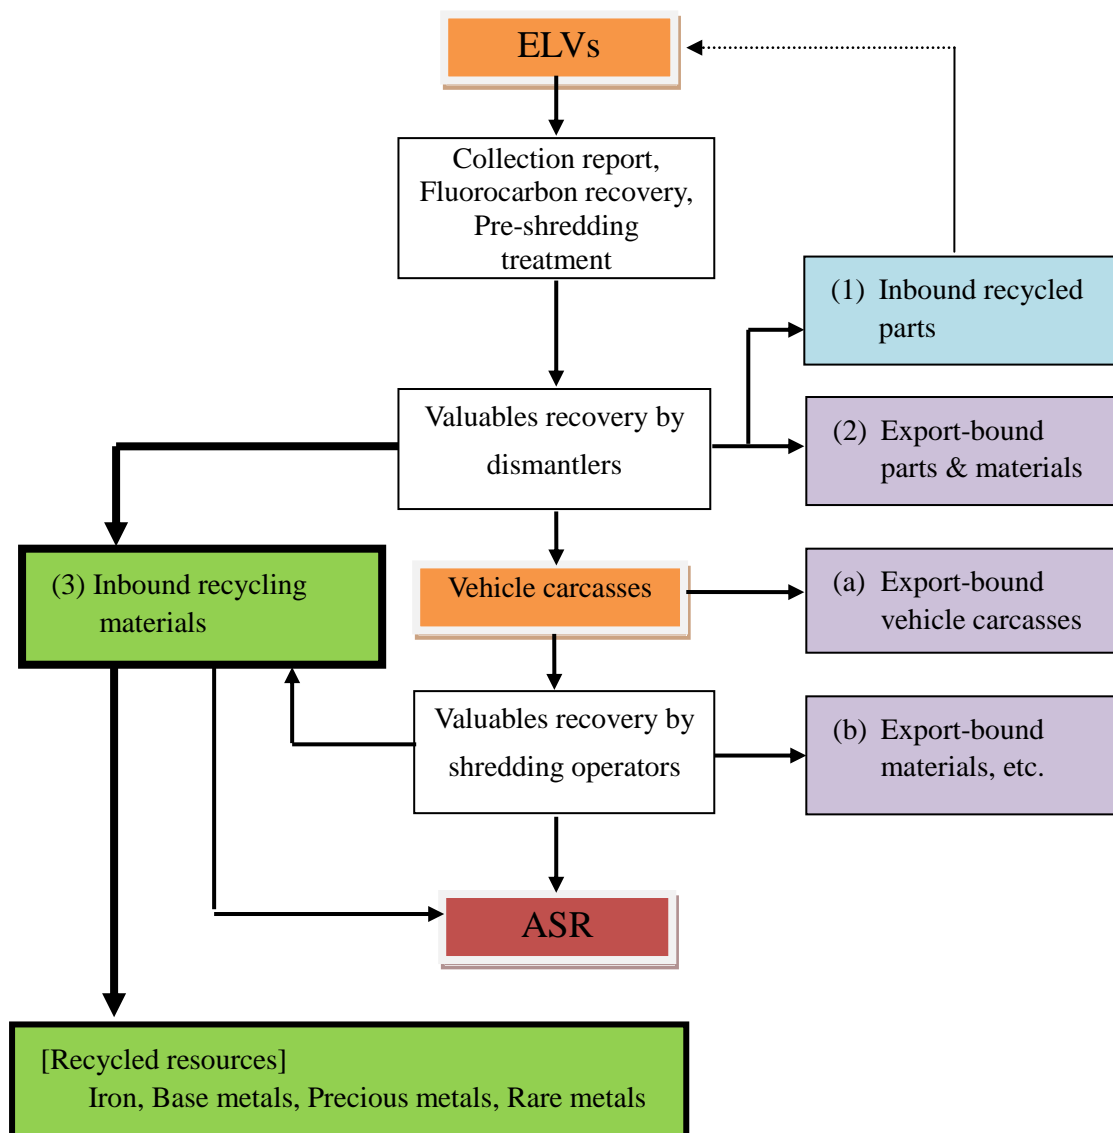 ELVs
Collection report,
Fluorocarbon recovery,
Pre-shredding
treatment
(1) Inbound recycled
parts
Valuables recovery by
dismantlers
(2) Export-bound
parts & materials
(3) Inbound recycling
materials
Vehicle carcasses
(a) Export-bound
vehicle carcasses
Valuables recovery by
shredding operators
(b) Export-bound
materials, etc.
ASR
[Recycled resources]
Iron, Base metals, Precious metals, Rare metals